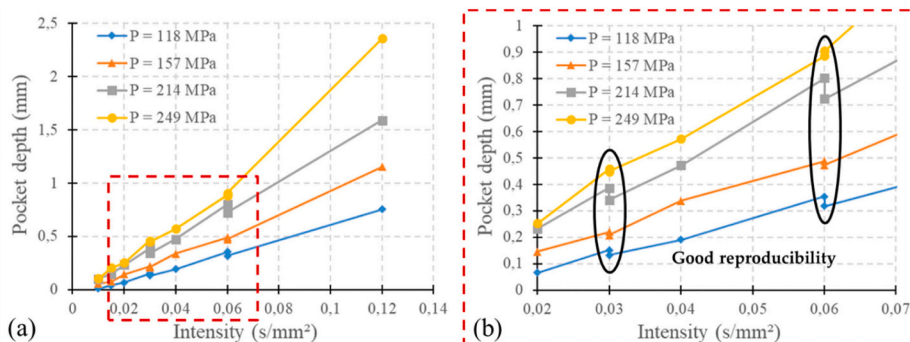 P = 118 MPa
P = 157 MPa
P = 214 MPa
P = 249 MPa
2.5
2
1.5
1
0.5
0
Pocket depth (mm)
0 0.02 0.04 0.06 0.08 0.1 0.12 0.14
Intensity (s/mm²)
(a)
P = 118 MPa
P = 157 MPa
P = 214 MPa
P = 249 MPa
1
0.9
0.8
0.7
0.6
0.5
0.4
0.3
0.2
0.1
0
Pocket depth (mm)
Good reproducibility
0.02 0.03 0.04 0.05 0.06 0.07
Intensity (s/mm²)
(b)